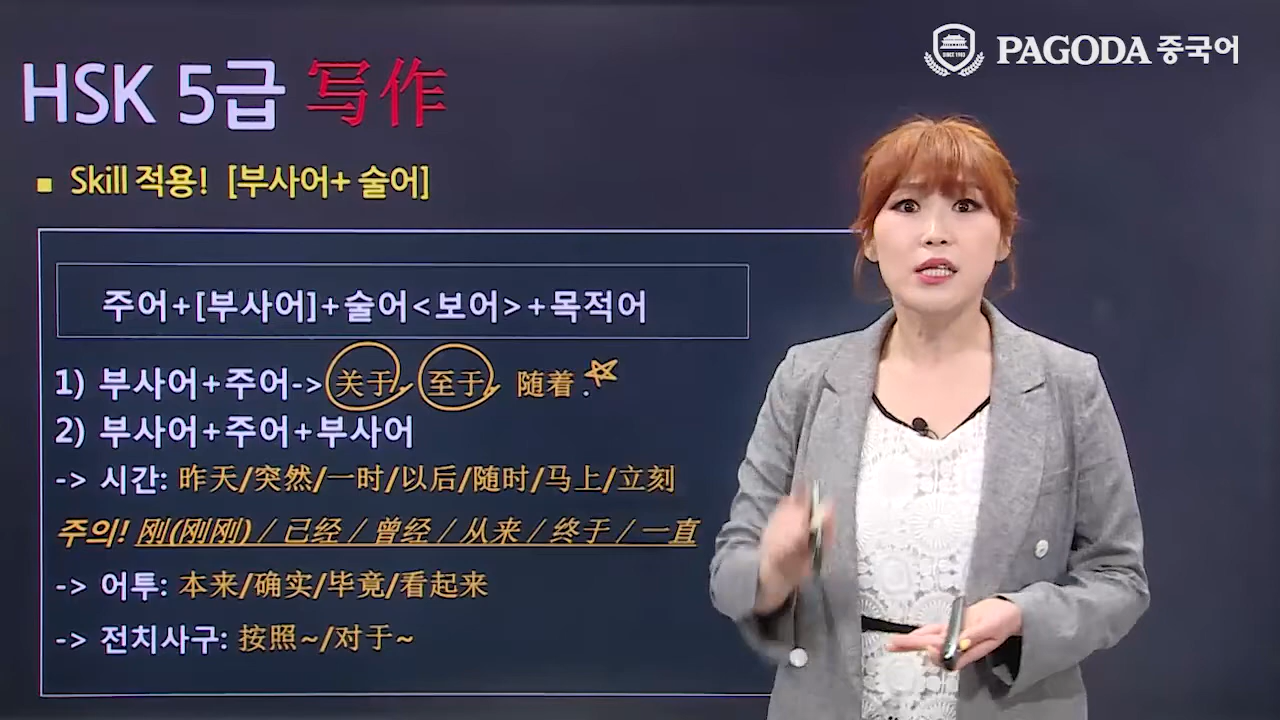 PAGODA 중국어
SINCE 1983
HSK 5급 写作
▪ Skill 적용! [부사어+ 술어]
주어+[부사어]+술어<보어>+목적어
1) 부사어+주어-> 关于 至于 随着
2) 부사어+주어+부사어
-> 시간: 昨天/突然/一时/以后/随时/马上/立刻
주의! 刚(刚刚) / 已经 / 曾经 / 从来 / 终于 / 一直
-> 어투: 本来/确实/毕竟/看起来
-> 전치사구: 按照~/对于~